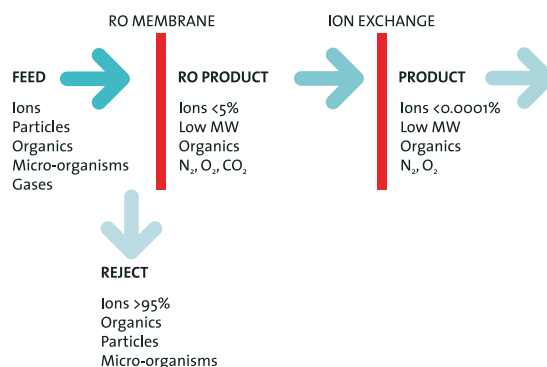 RO MEMBRANE
ION EXCHANGE
FEED
Ions
Particles
Organics
Micro-organisms
Gases
RO PRODUCT
Ions <5%
Low MW
Organics
N₂, O₂, CO₂
PRODUCT
Ions <0.0001%
Low MW
Organics
N₂, O₂
REJECT
Ions >95%
Organics
Particles
Micro-organisms